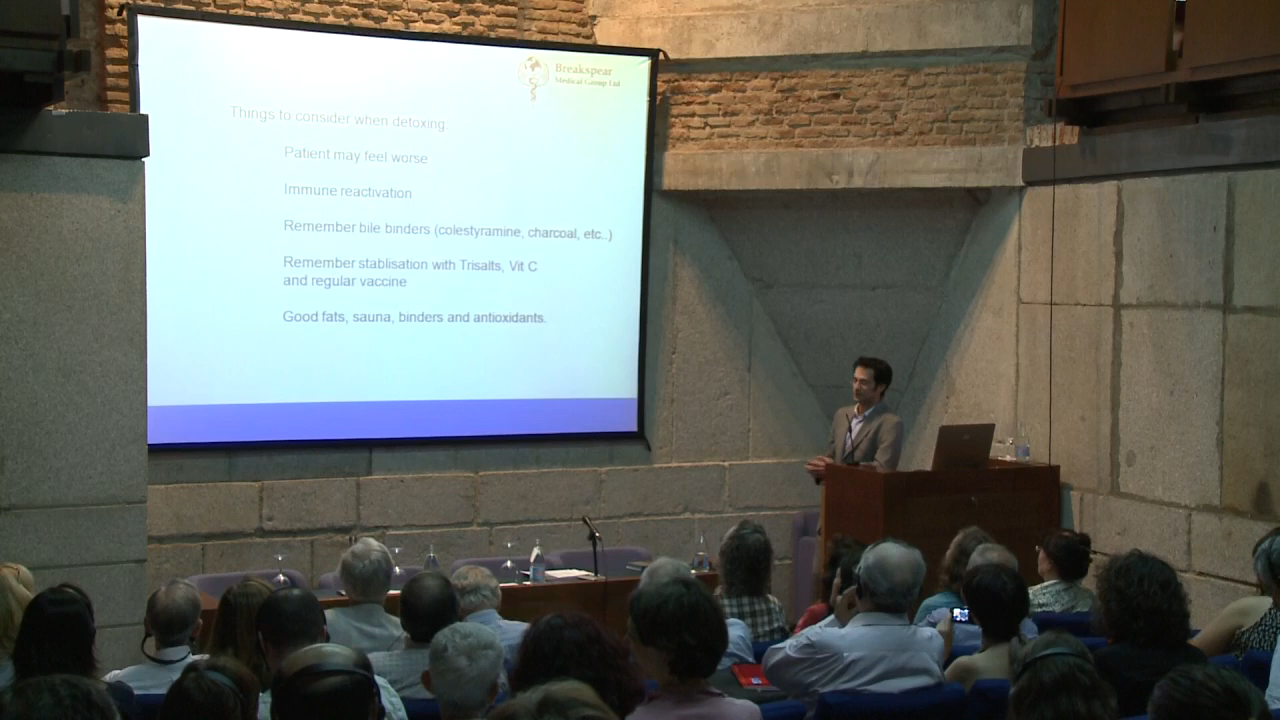 Breakspear
Medical Group Ltd
Things to consider when detoxing
Patient may feel worse
Immune reactivation
Remember bile binders (colestyramine, charcoal, etc..)
Remember stablisation with Trisalts, Vit C
and regular vaccine
Good fats, sauna, binders and antioxidants.